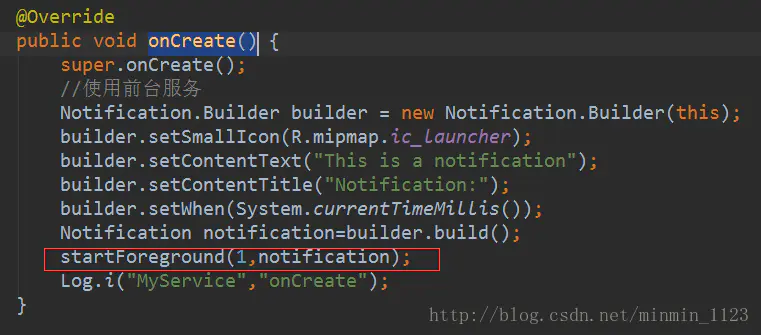 @Override
public void onCreate() {
    super.onCreate();
    //使用前台服务
    Notification.Builder builder = new Notification.Builder(this);
    builder.setSmallIcon(R.mipmap.ic_launcher);
    builder.setContentText("This is a notification");
    builder.setContentTitle("Notification:");
    builder.setWhen(System.currentTimeMillis());
    Notification notification=builder.build();
    startForeground(1,notification);
    Log.i("MyService","onCreate");
}
http://blog.csdn.net/minmin_1123